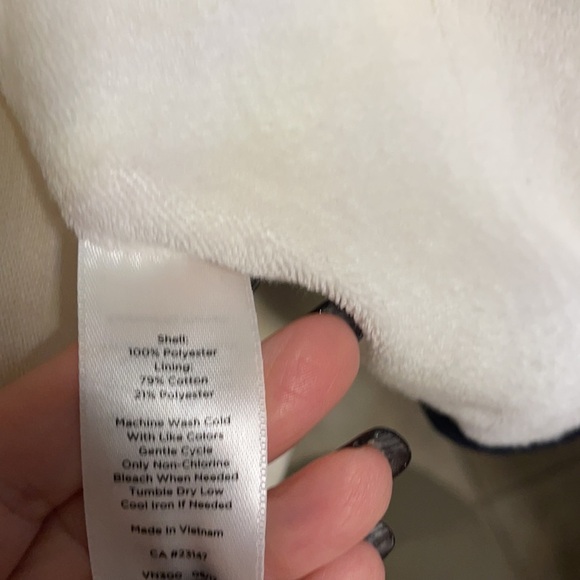 Shell:
100% Polyester
Lining:
79% Cotton
21% Polyester
Machine Wash Cold
With Like Colors
Gentle Cycle
Only Non-Chlorine
Bleach When Needed
Tumble Dry Low
Cool Iron If Needed
Made in Vietnam
CA #23147
VN300